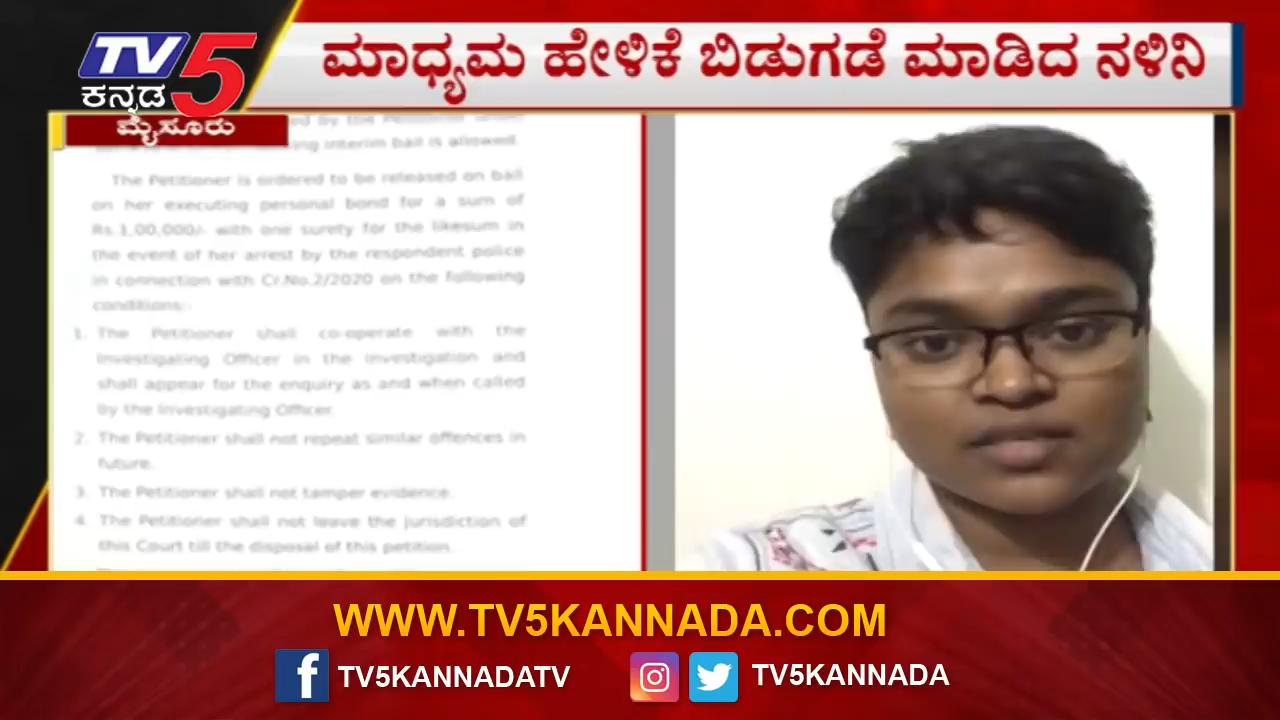 TV5
ಕನ್ನಡ
ಮಾಧ್ಯಮ ಹೇಳಿಕೆ ಬಿಡುಗಡೆ ಮಾಡಿದ ನಳಿನಿ
ಮೈಸೂರು
by the Petitioner
interim bail is allowed.
The Petitioner is ordered to be released on bail
on her executing personal bond for a sum of
Rs.1,00,000/- with one surety for the likesum in
the event of her arrest by the respondent police
in connection with Cr.No.2/2020 on the following
conditions:-
1. The Petitioner shall co-operate with the
Investigating Officer in the investigation and
shall appear for the enquiry as and when called
by the Investigating Officer.
2. The Petitioner shall not repeat similar offences in
future.
3. The Petitioner shall not tamper evidence.
4. The Petitioner shall not leave the jurisdiction of
this Court till the disposal of this petition.
WWW.TV5KANNADA.COM
f TV5KANNADATV
TV5KANNADA